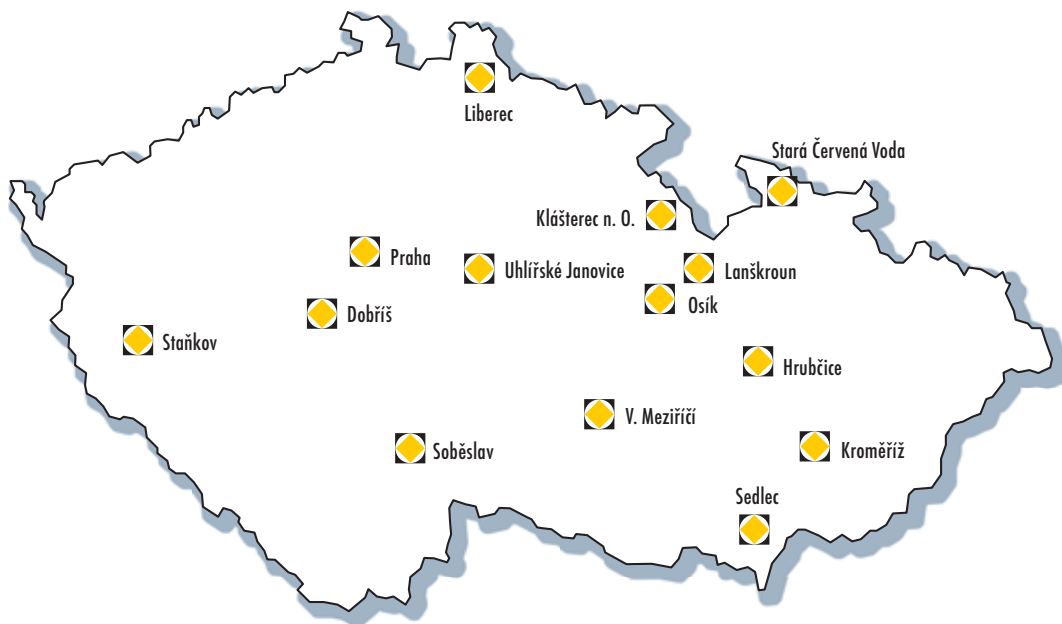 Liberec
Stará Červená Voda
Klášterec n. O.
Praha
Uhlířské Janovice
Lanškroun
Osík
Dobříš
Staňkov
Hrubčice
V. Meziříčí
Soběslav
Kroměříž
Sedlec